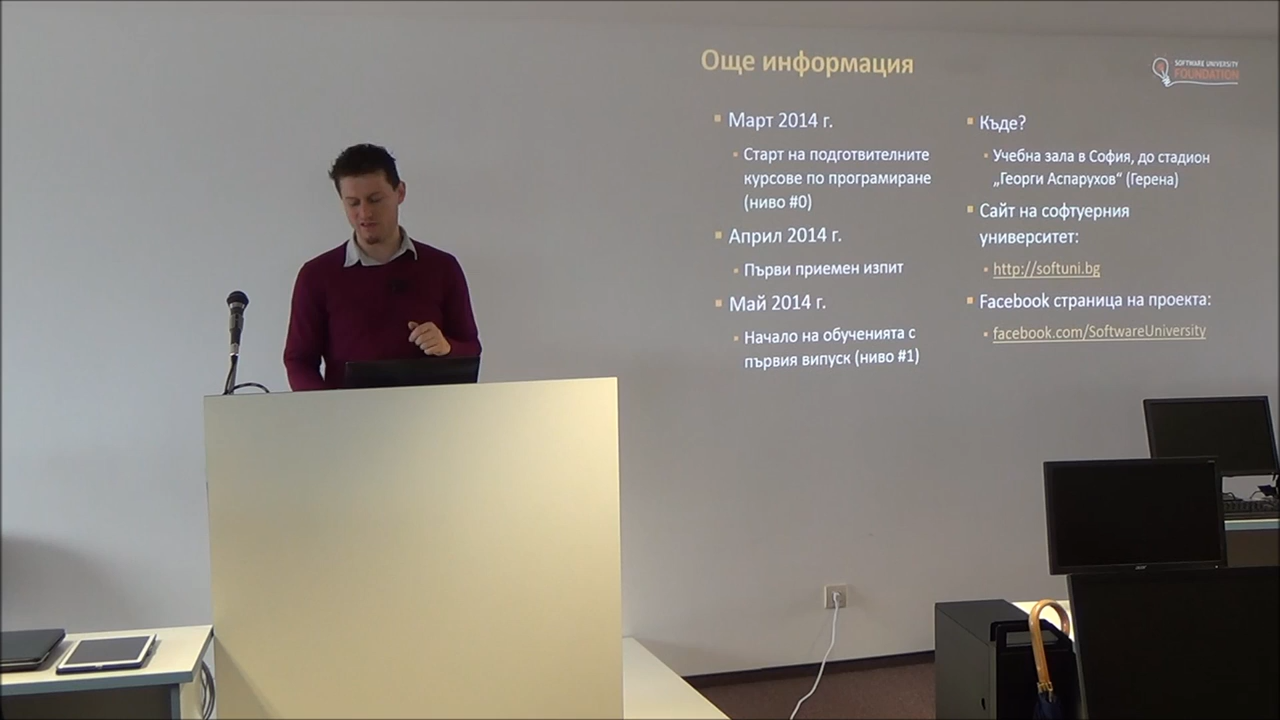 Още информация
SOFTWARE UNIVERSITY
FOUNDATION
Март 2014 г.
Старт на подготвителните
курсове по програмиране
(ниво #0)
Април 2014 г.
Първи приемен изпит
Май 2014 г.
Начало на обученията с
първия випуск (ниво #1)
Къде?
Учебна зала в София, до стадион
„Георги Аспарухов“ (Герена)
Сайт на софтуерния
университет:
http://softuni.bg
Facebook страница на проекта:
facebook.com/SoftwareUniversity
acer